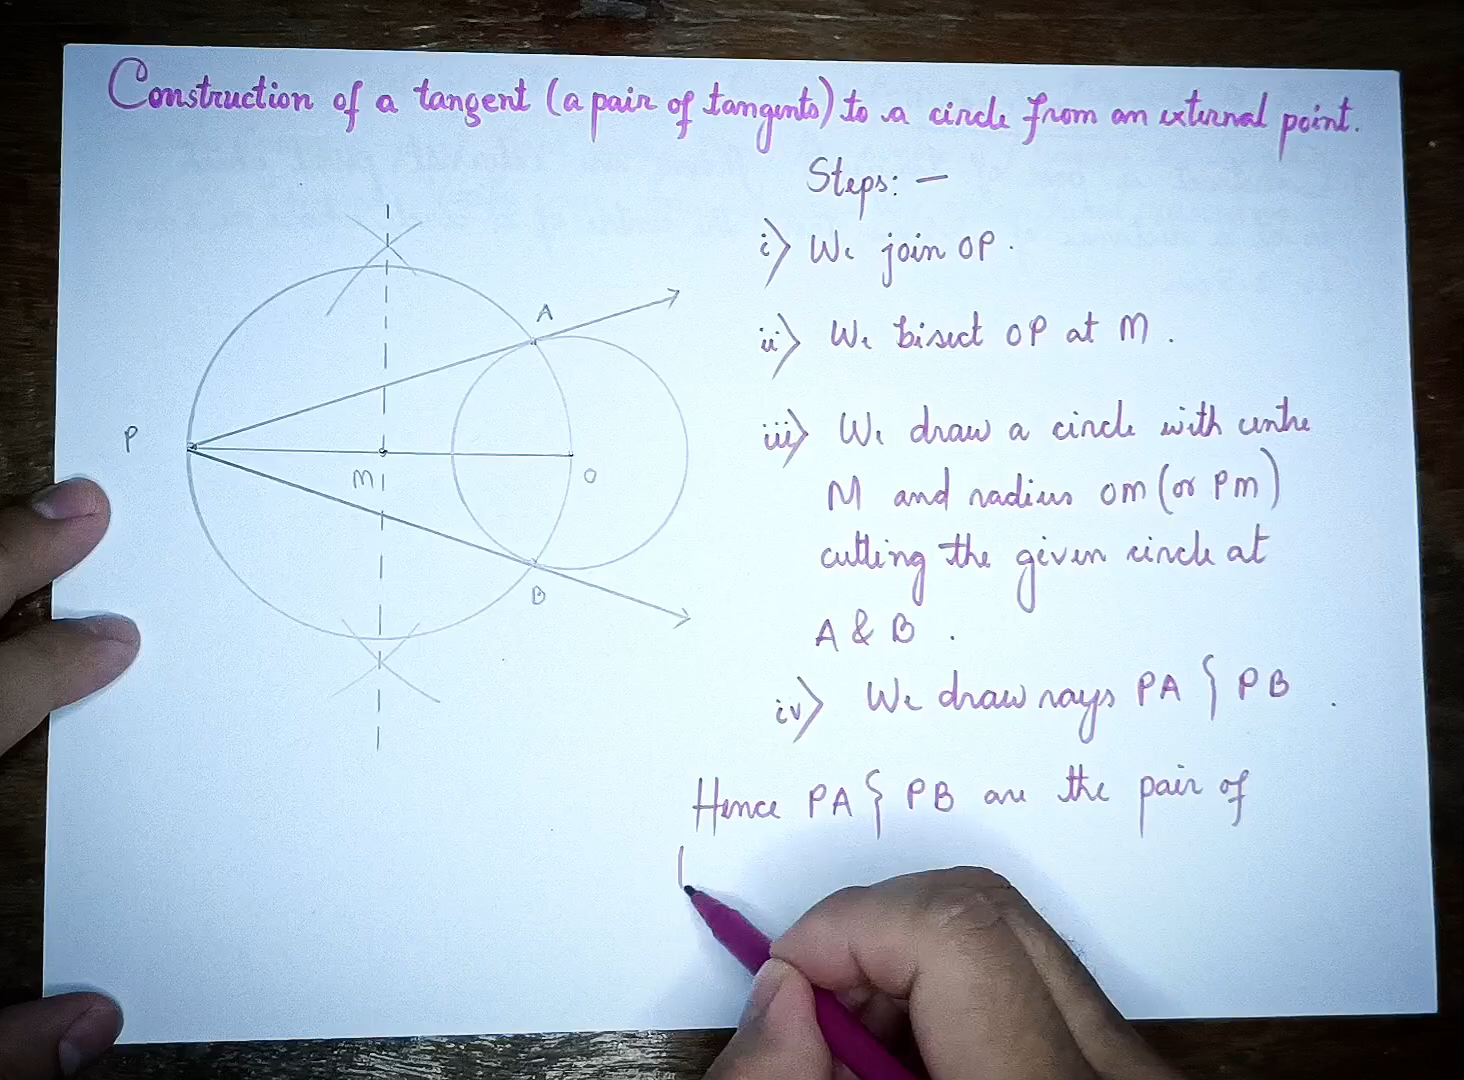 Construction of a tangent (a pair of tangents) to a circle from an external point.
Steps: —
i) We join OP.
ii) We bisect OP at M.
iii) We draw a circle with centre
M and radius OM (or PM)
cutting the given circle at
A & B.
iv) We draw rays PA & PB.
Hence PA & PB are the pair of
A
P
M
O
B